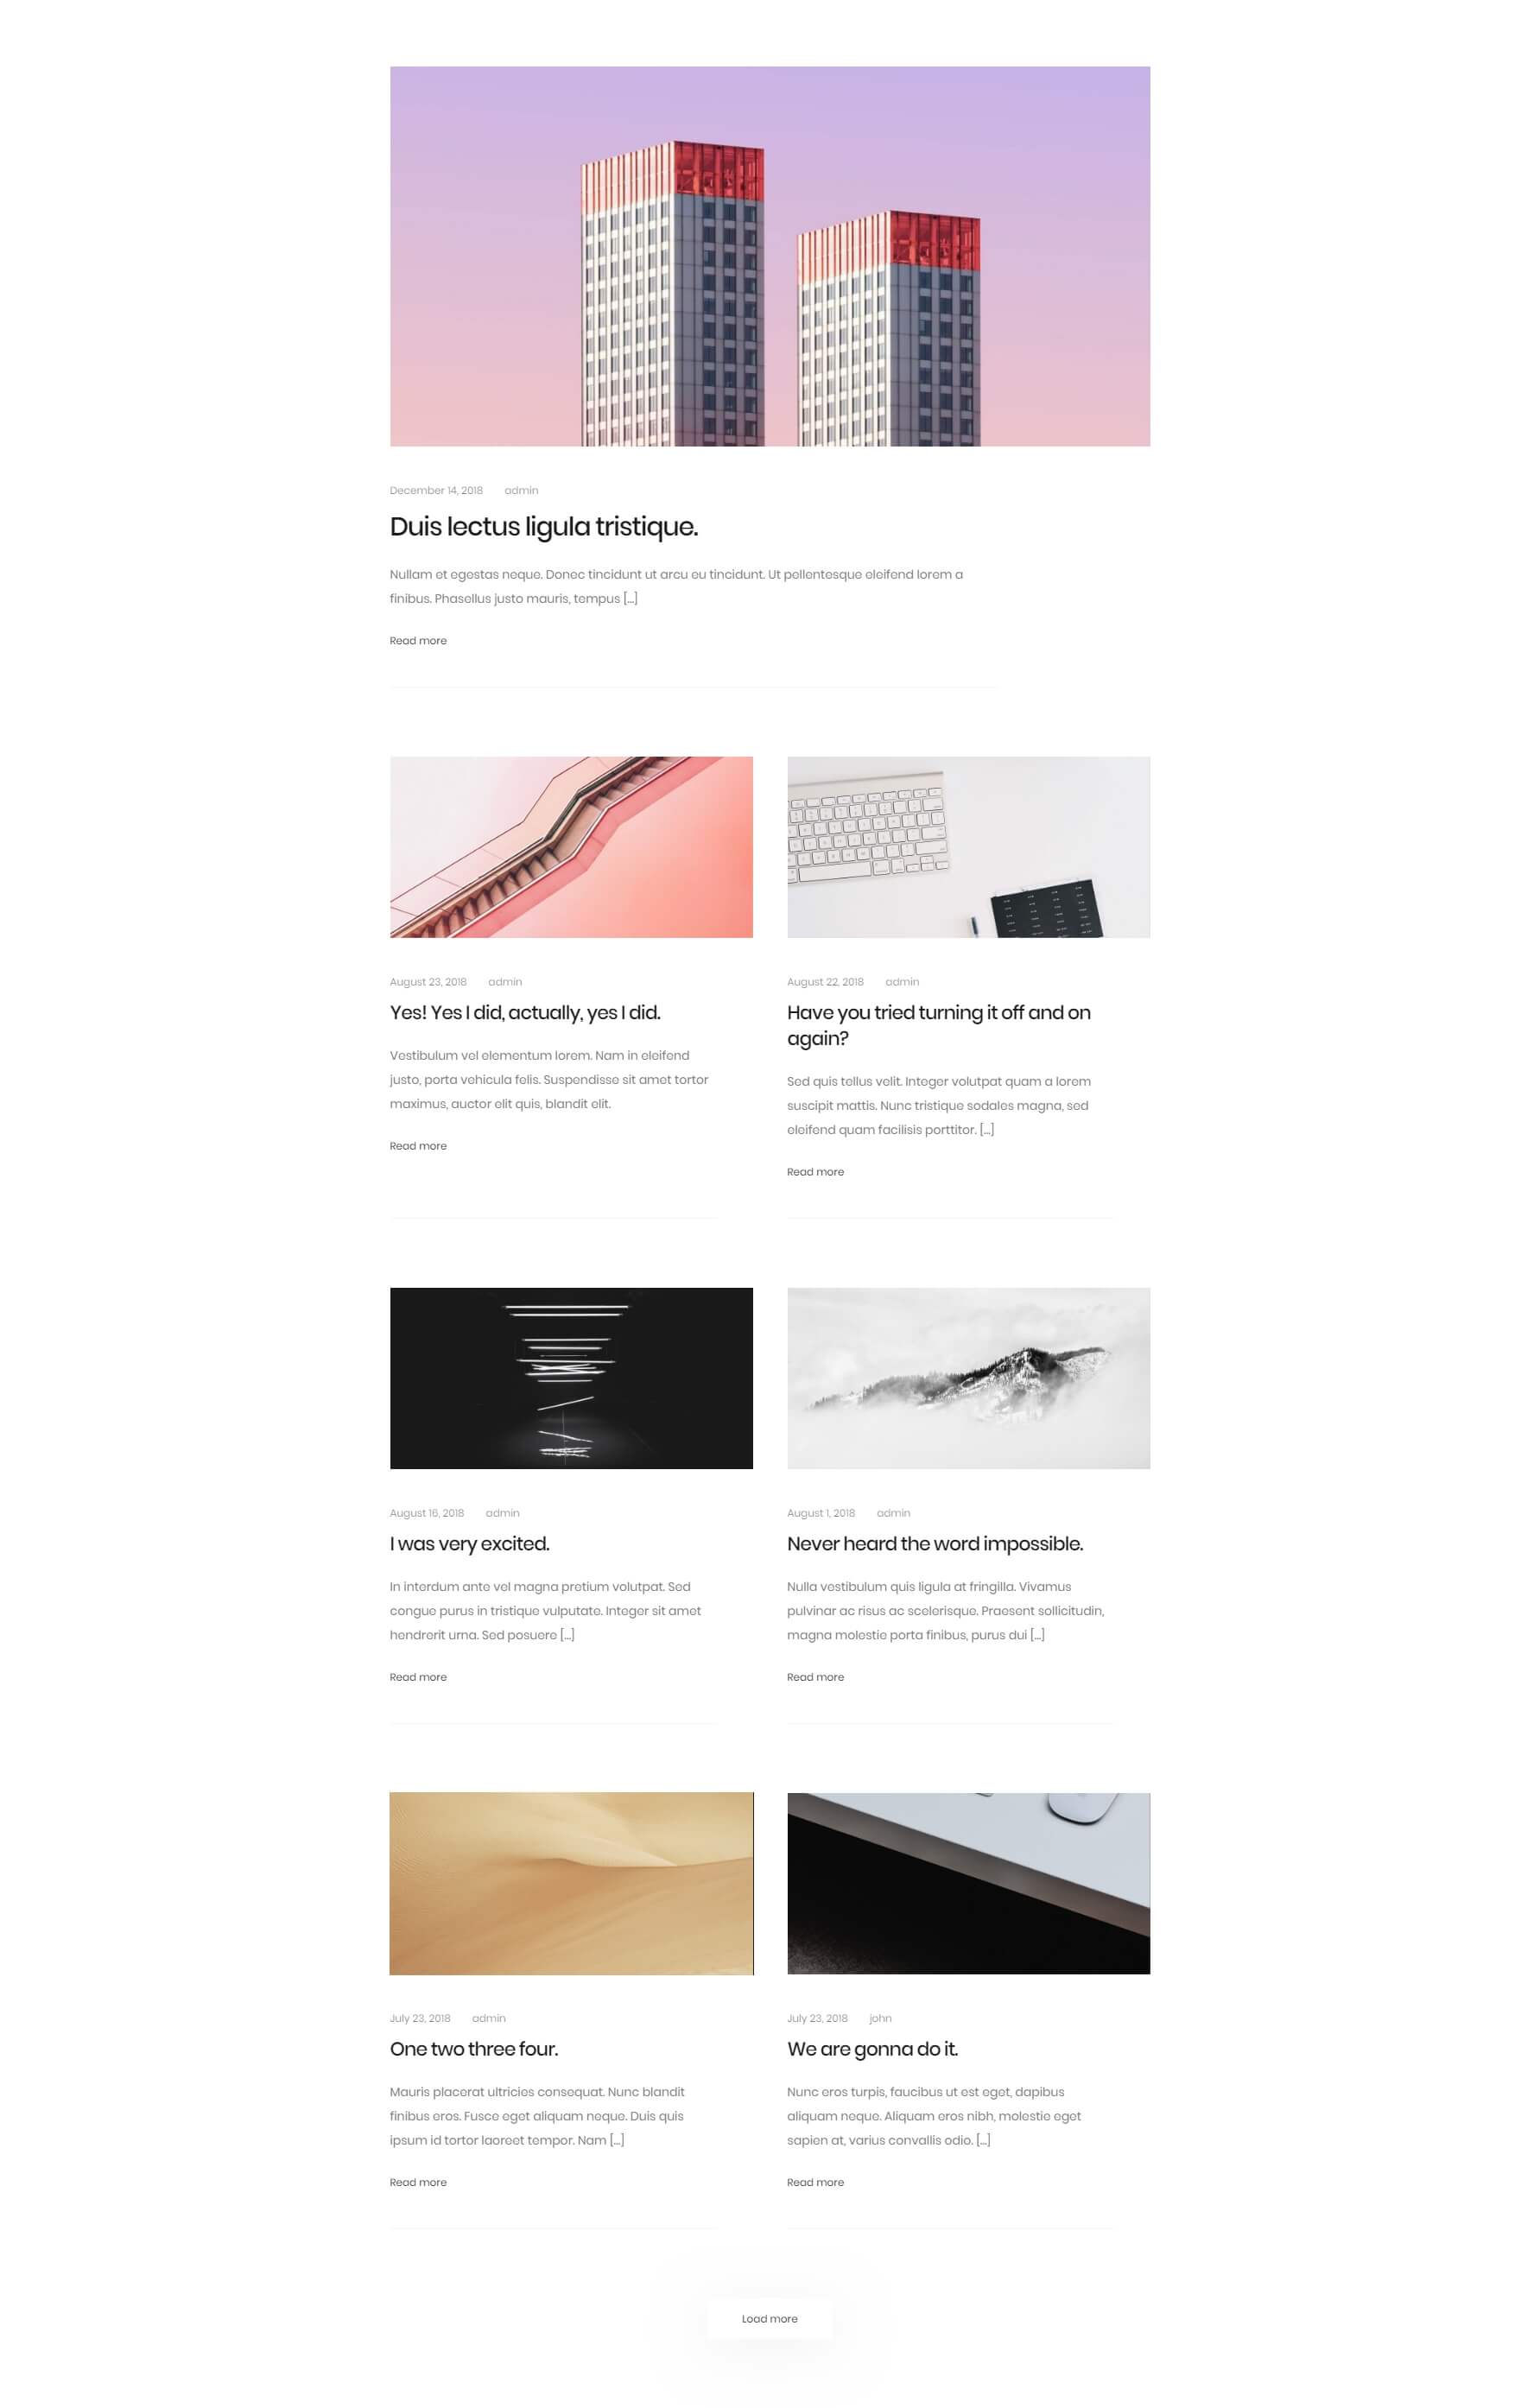 December 14, 2018 admin
Duis lectus ligula tristique.
Nullam et egestas neque. Donec tincidunt ut arcu eu tincidunt. Ut pellentesque eleifend lorem a
finibus. Phasellus justo mauris, tempus [...]
Read more
August 23, 2018 admin
Yes! Yes I did, actually, yes I did.
Vestibulum vel elementum lorem. Nam in eleifend
justo, porta vehicula felis. Suspendisse sit amet tortor
maximus, auctor elit quis, blandit elit.
Read more
August 22, 2018 admin
Have you tried turning it off and on
again?
Sed quis tellus velit. Integer volutpat quam a lorem
suscipit mattis. Nunc tristique sodales magna, sed
eleifend quam facilisis porttitor. [...]
Read more
August 16, 2018 admin
I was very excited.
In interdum ante vel magna pretium volutpat. Sed
congue purus in tristique vulputate. Integer sit amet
hendrerit urna. Sed posuere [...]
Read more
August 1, 2018 admin
Never heard the word impossible.
Nulla vestibulum quis ligula at fringilla. Vivamus
pulvinar ac risus ac scelerisque. Praesent sollicitudin,
magna molestie porta finibus, purus dui [...]
Read more
July 23, 2018 admin
One two three four.
Mauris placerat ultricies consequat. Nunc blandit
finibus eros. Fusce eget aliquam neque. Duis quis
ipsum id tortor laoreet tempor. Nam [...]
Read more
July 23, 2018 john
We are gonna do it.
Nunc eros turpis, faucibus ut est eget, dapibus
aliquam neque. Aliquam eros nibh, molestie eget
sapien at, varius convallis odio. [...]
Read more
Load more